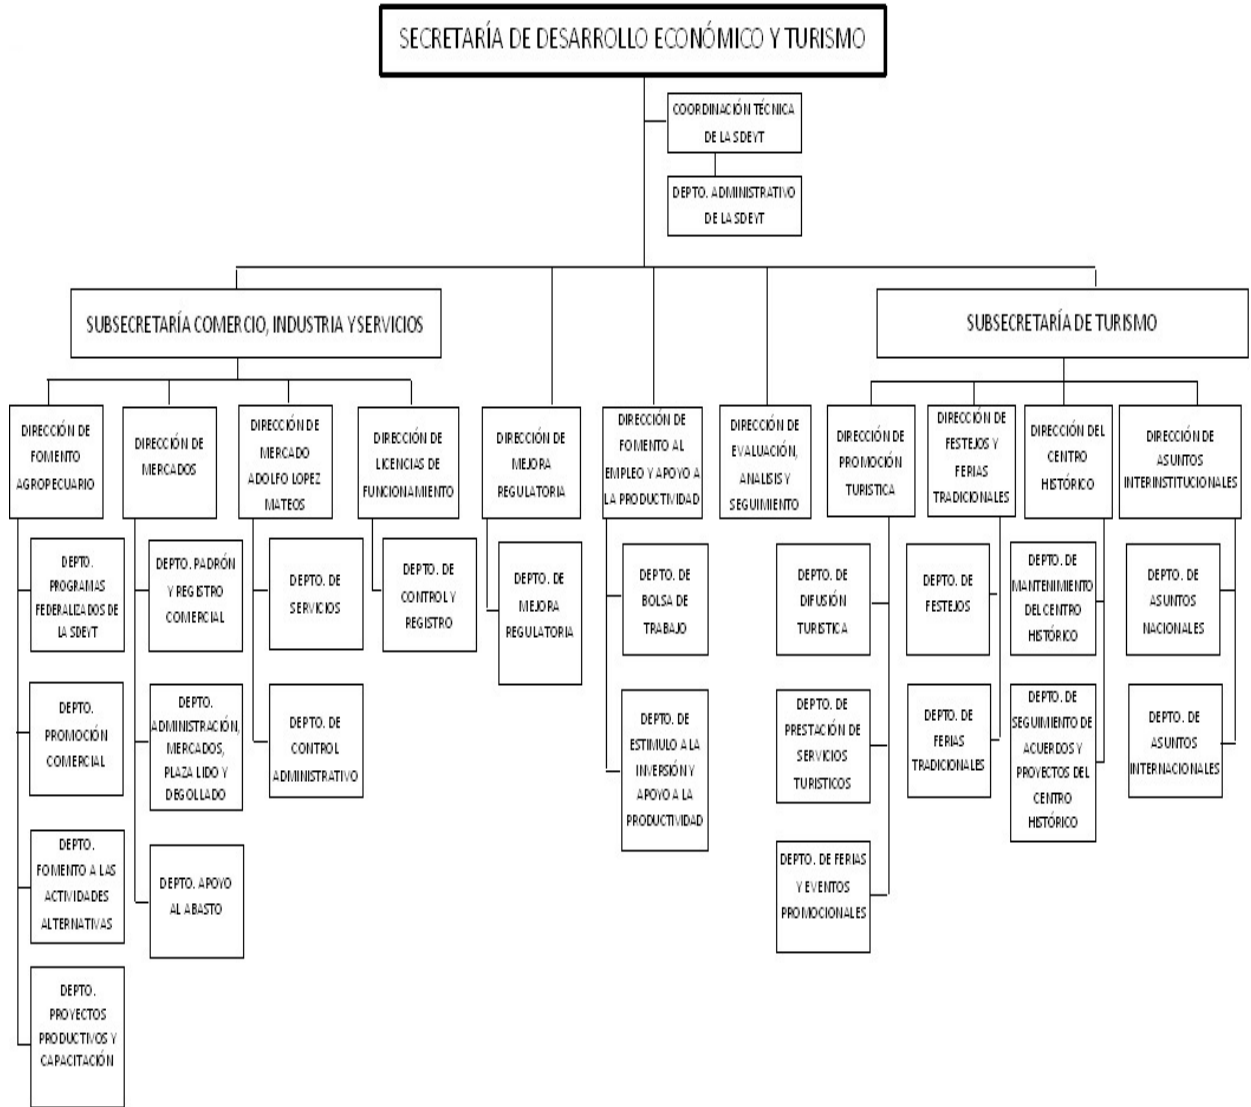 SECRETARÍA DE DESARROLLO ECONÓMICO Y TURISMO
COORDINACIÓN TÉCNICA
DE LA SDEYT
DEPTO. ADMINISTRATIVO
DE LA SDEYT
SUBSECRETARÍA COMERCIO, INDUSTRIA Y SERVICIOS
SUBSECRETARÍA DE TURISMO
DIRECCIÓN DE
FOMENTO
AGROPECUARIO
DIRECCIÓN DE
MERCADOS
DIRECCIÓN DE
MERCADO
ADOLFO LOPEZ
MATEOS
DIRECCIÓN DE
LICENCIAS DE
FUNCIONAMIENTO
DIRECCIÓN DE
MEJORA
REGULATORIA
DIRECCIÓN DE
FOMENTO AL
EMPLEO Y APOYO A
LA PRODUCTIVIDAD
DIRECCIÓN DE
EVALUACIÓN,
ANALISIS Y
SEGUIMIENTO
DIRECCIÓN DE
PROMOCIÓN
TURISTICA
DIRECCIÓN DE
FESTEJOS Y
FERIAS
TRADICIONALES
DIRECCIÓN DEL
CENTRO
HISTÓRICO
DIRECCIÓN DE
ASUNTOS
INTERINSTITUCIONALES
DEPTO.
PROGRAMAS
FEDERALIZADOS DE
LA SDEYT
DEPTO. PADRÓN
Y REGISTRO
COMERCIAL
DEPTO. DE
SERVICIOS
DEPTO. DE
CONTROL Y
REGISTRO
DEPTO. DE
MEJORA
REGULATORIA
DEPTO. DE
BOLSA DE
TRABAJO
DEPTO. DE
DIFUSIÓN
TURISTICA
DEPTO. DE
FESTEJOS
DEPTO. DE
MANTENIMIENTO
DEL CENTRO
HISTÓRICO
DEPTO. DE
ASUNTOS
NACIONALES
DEPTO.
PROMOCIÓN
COMERCIAL
DEPTO.
ADMINISTRACIÓN,
MERCADOS,
PLAZA LIDO Y
DEGOLLADO
DEPTO. DE
CONTROL
ADMINISTRATIVO
DEPTO. DE
ESTIMULO A LA
INVERSIÓN Y
APOYO A LA
PRODUCTIVIDAD
DEPTO. DE
PRESTACIÓN DE
SERVICIOS
TURISTICOS
DEPTO. DE
FERIAS
TRADICIONALES
DEPTO. DE
SEGUIMIENTO DE
ACUERDOS Y
PROYECTOS DEL
CENTRO
HISTÓRICO
DEPTO. DE
ASUNTOS
INTERNACIONALES
DEPTO.
FOMENTO A LAS
ACTIVIDADES
ALTERNATIVAS
DEPTO. APOYO
AL ABASTO
DEPTO. DE FERIAS
Y EVENTOS
PROMOCIONALES
DEPTO.
PROYECTOS
PRODUCTIVOS Y
CAPACITACIÓN